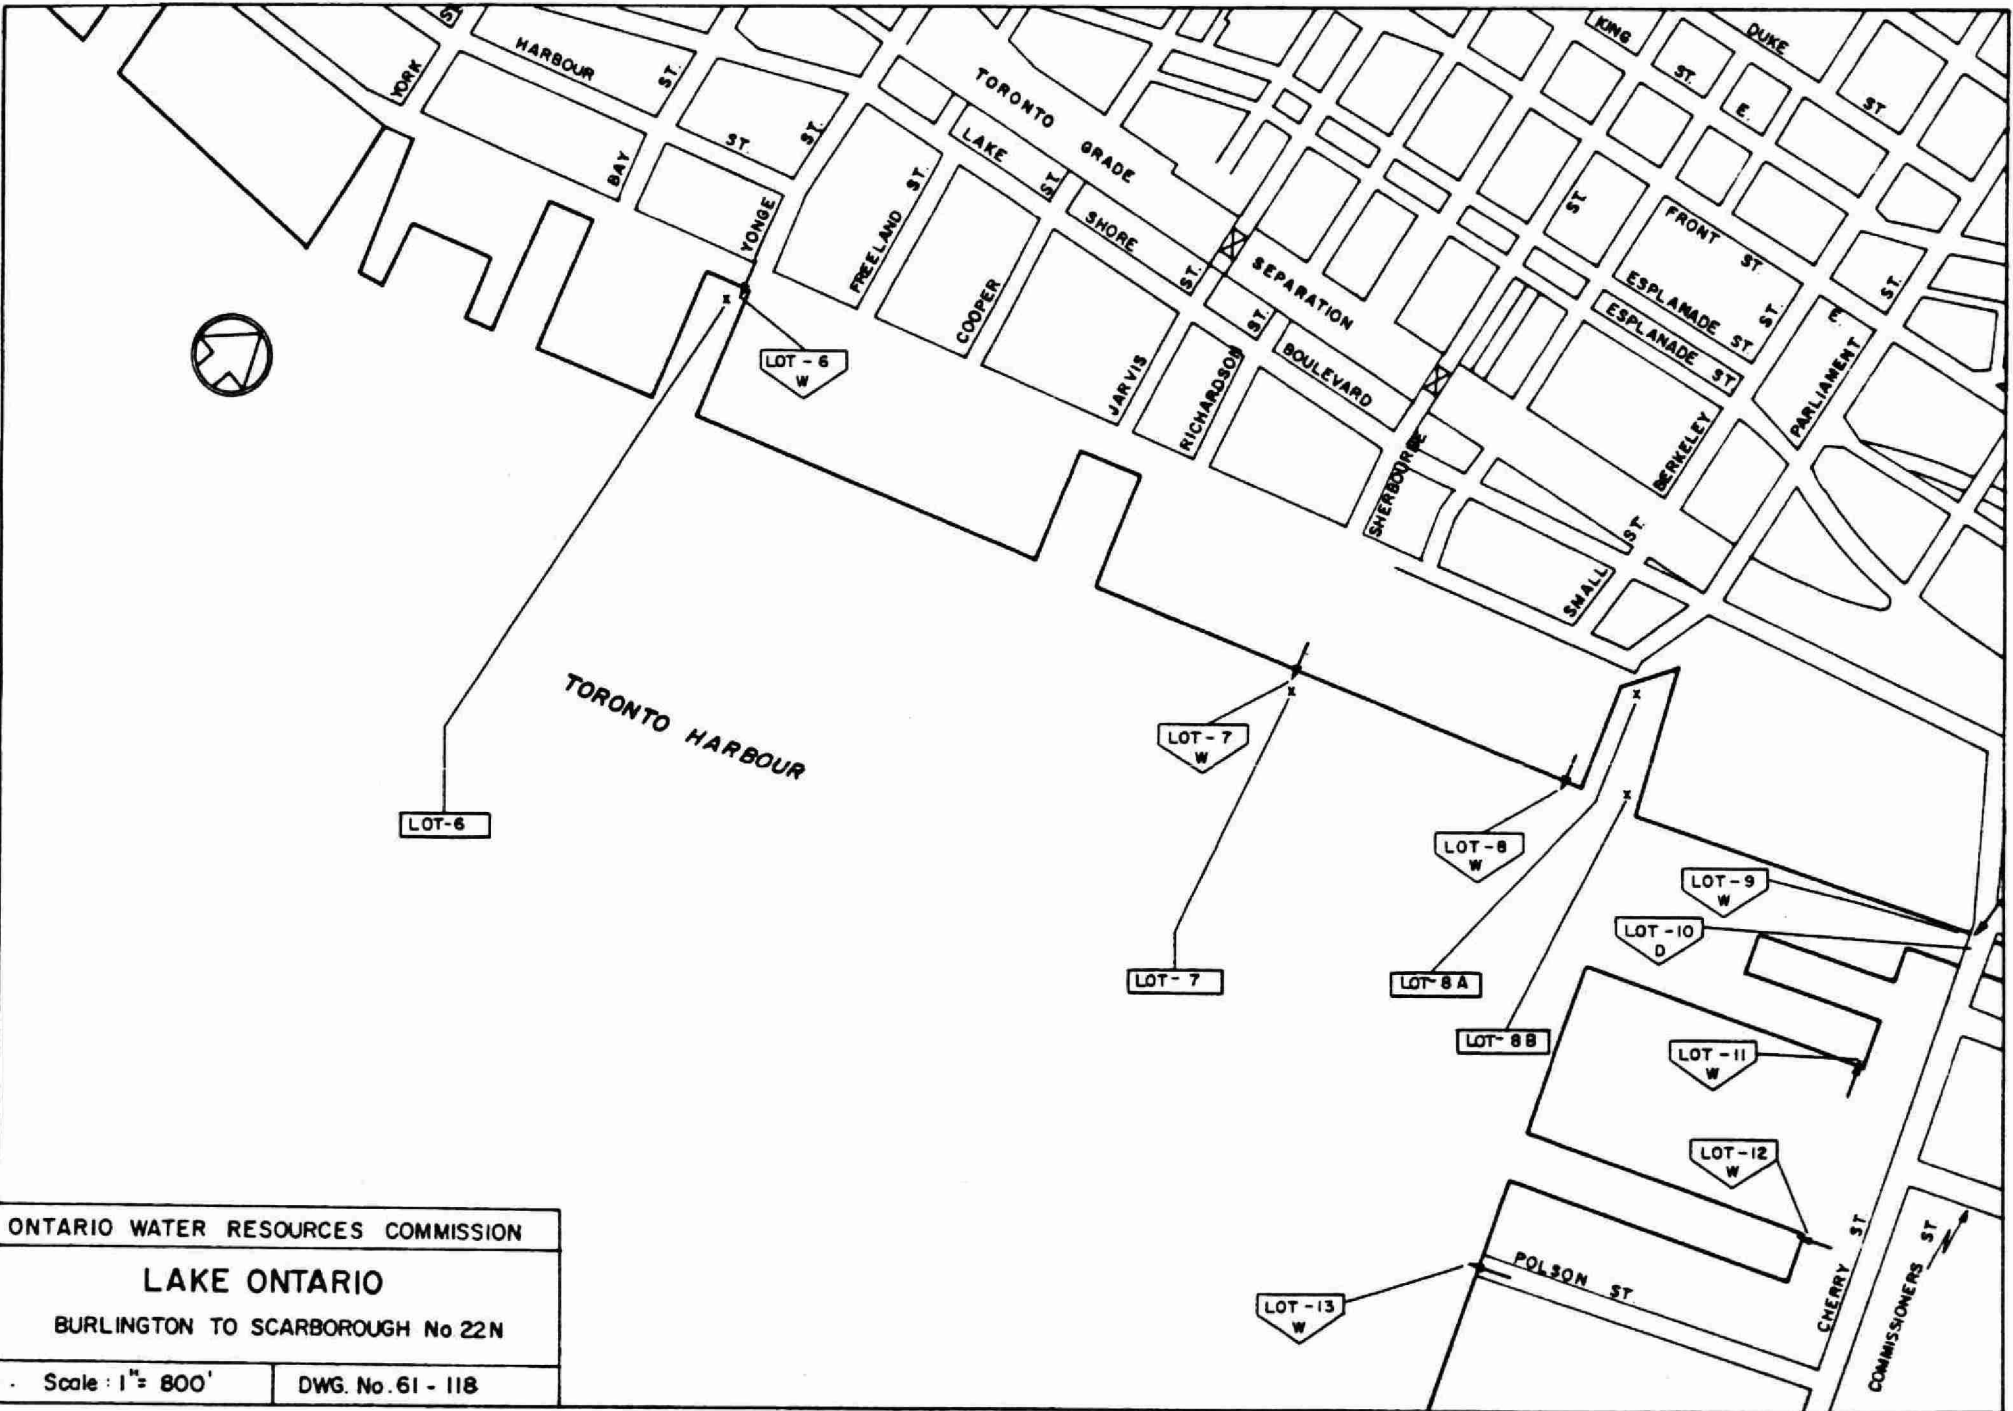 YORK
ST.
HARBOUR
ST.
BAY
ST.
YONGE
ST.
FREELAND
ST.
COOPER
ST.
JARVIS
ST.
RICHARDSON
ST.
SHERBOURNE
SMALL
ST.
BERKELEY
ST.
PARLIAMENT
ST.
TORONTO GRADE SEPARATION
LAKE SHORE BOULEVARD
E.
KING ST. E.
DUKE ST
FRONT ST.
ESPLANADE ST.
ESPLANADE ST
ST.
TORONTO HARBOUR
LOT - 6
W
LOT-6
LOT - 7
W
LOT - 7
LOT - 8
W
LOT- 8 A
LOT- 8 B
LOT - 9
W
LOT - 10
D
LOT - 11
W
LOT - 12
W
LOT - 13
W
POLSON ST.
CHERRY ST
COMMISSIONERS ST
ONTARIO WATER RESOURCES COMMISSION
LAKE ONTARIO
BURLINGTON TO SCARBOROUGH No 22N
Scale : 1"= 800'
DWG. No. 61 - 118